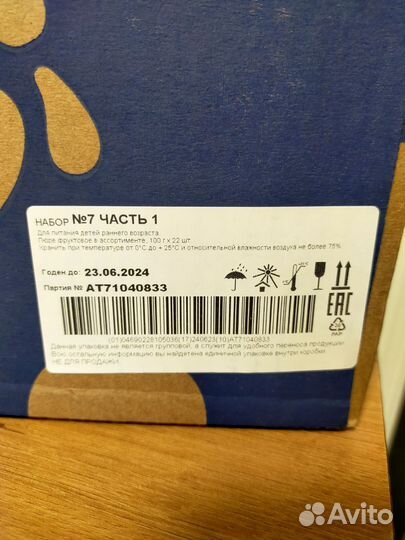 НАБОР №7 ЧАСТЬ 1
Для питания детей раннего возраста.
Пюре фруктовое в ассортименте, 100 г х 22 шт
Хранить при температуре от 0°С до + 25°С и относительной влажности воздуха не более 75%
Годен до: 23.06.2024
Партия № АТ71040833
EAC
PAP
(01)04690228105036(17)240623(10)AT71040833
Данная упаковка не является групповой, а служит для удобного переноса продукции.
Всю остальную информацию вы найдете на единичной упаковке внутри коробки.
НЕ ДЛЯ ПРОДАЖИ.
Avito